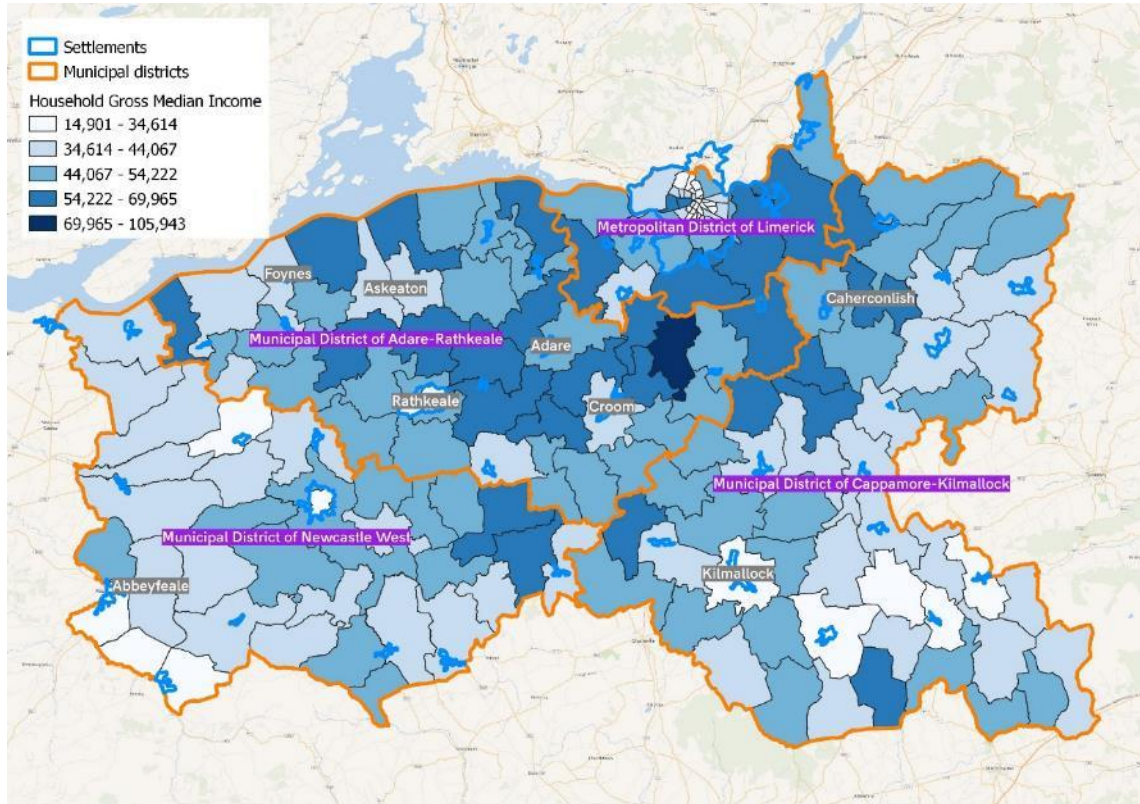 Settlements
Municipal districts
Household Gross Median Income
14,901 - 34,614
34,614 - 44,067
44,067 - 54,222
54,222 - 69,965
69,965 - 105,943
Metropolitan District of Limerick
Foynes
Askeaton
Caherconlish
Municipal District of Adare-Rathkeale
Adare
Rathkeale
Croom
Municipal District of Cappamore-Kilmallock
Municipal District of Newcastle West
Kilmallock
Abbeyfeale